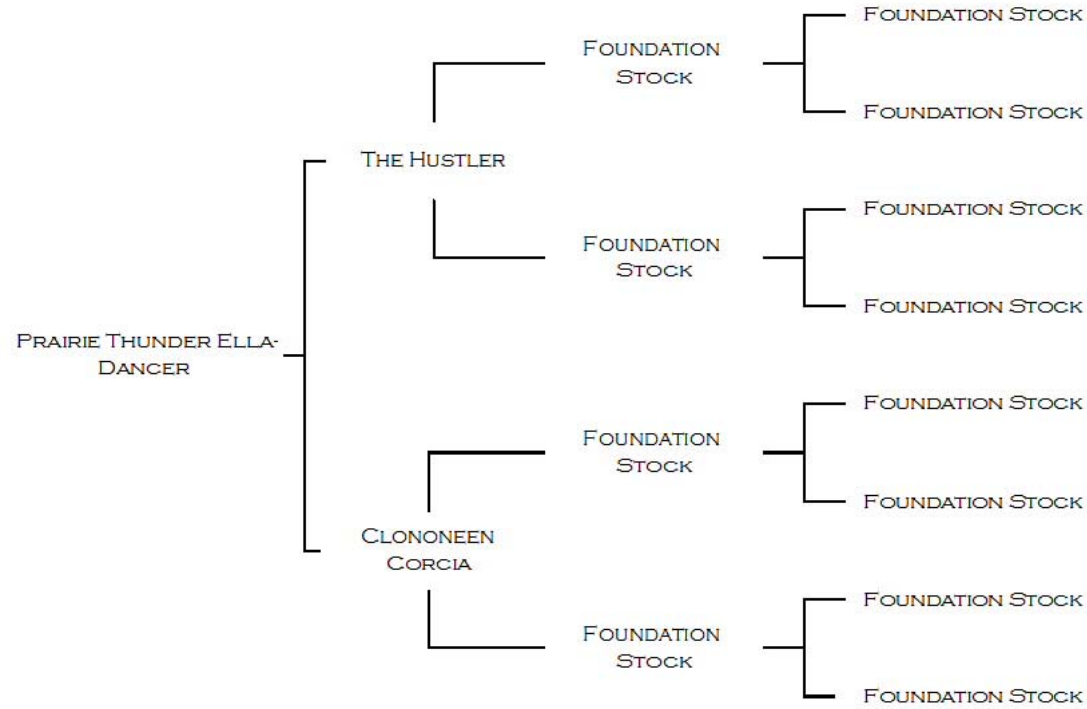 Foundation Stock
Foundation
Stock
Foundation Stock
The Hustler
Foundation Stock
Foundation
Stock
Foundation Stock
Prairie Thunder Ella-
Dancer
Foundation Stock
Foundation
Stock
Foundation Stock
Clononeen
Corcia
Foundation Stock
Foundation
Stock
Foundation Stock